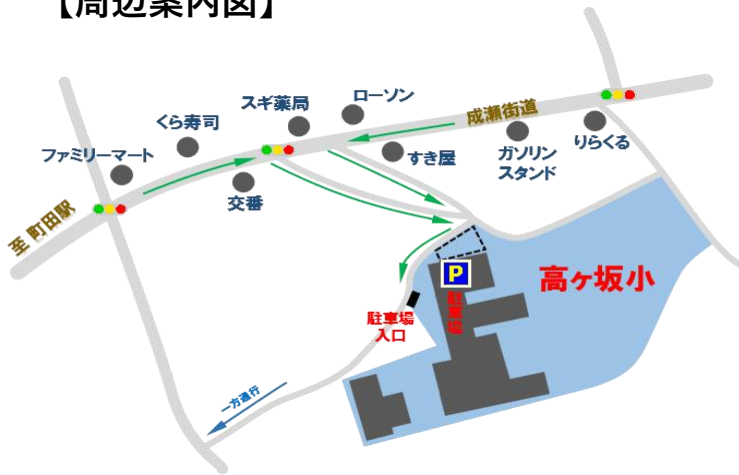 【周辺案内図】
ローソン
スギ薬局
成瀬街道
くら寿司
ファミリーマート
すき屋
ガソリン
スタンド
りらくる
交番
至 町田駅
P
駐車場
高ヶ坂小
駐車場
入口
一方通行